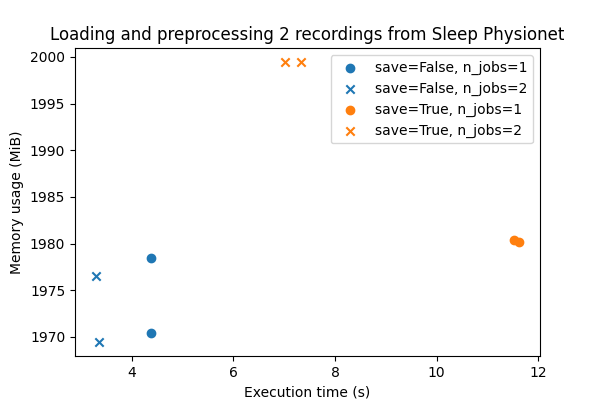 Loading and preprocessing 2 recordings from Sleep Physionet
2000
1995
1990
1985
1980
1975
1970
Memory usage (MiB)
save=False, n_jobs=1
save=False, n_jobs=2
save=True, n_jobs=1
save=True, n_jobs=2
4
6
8
10
12
Execution time (s)